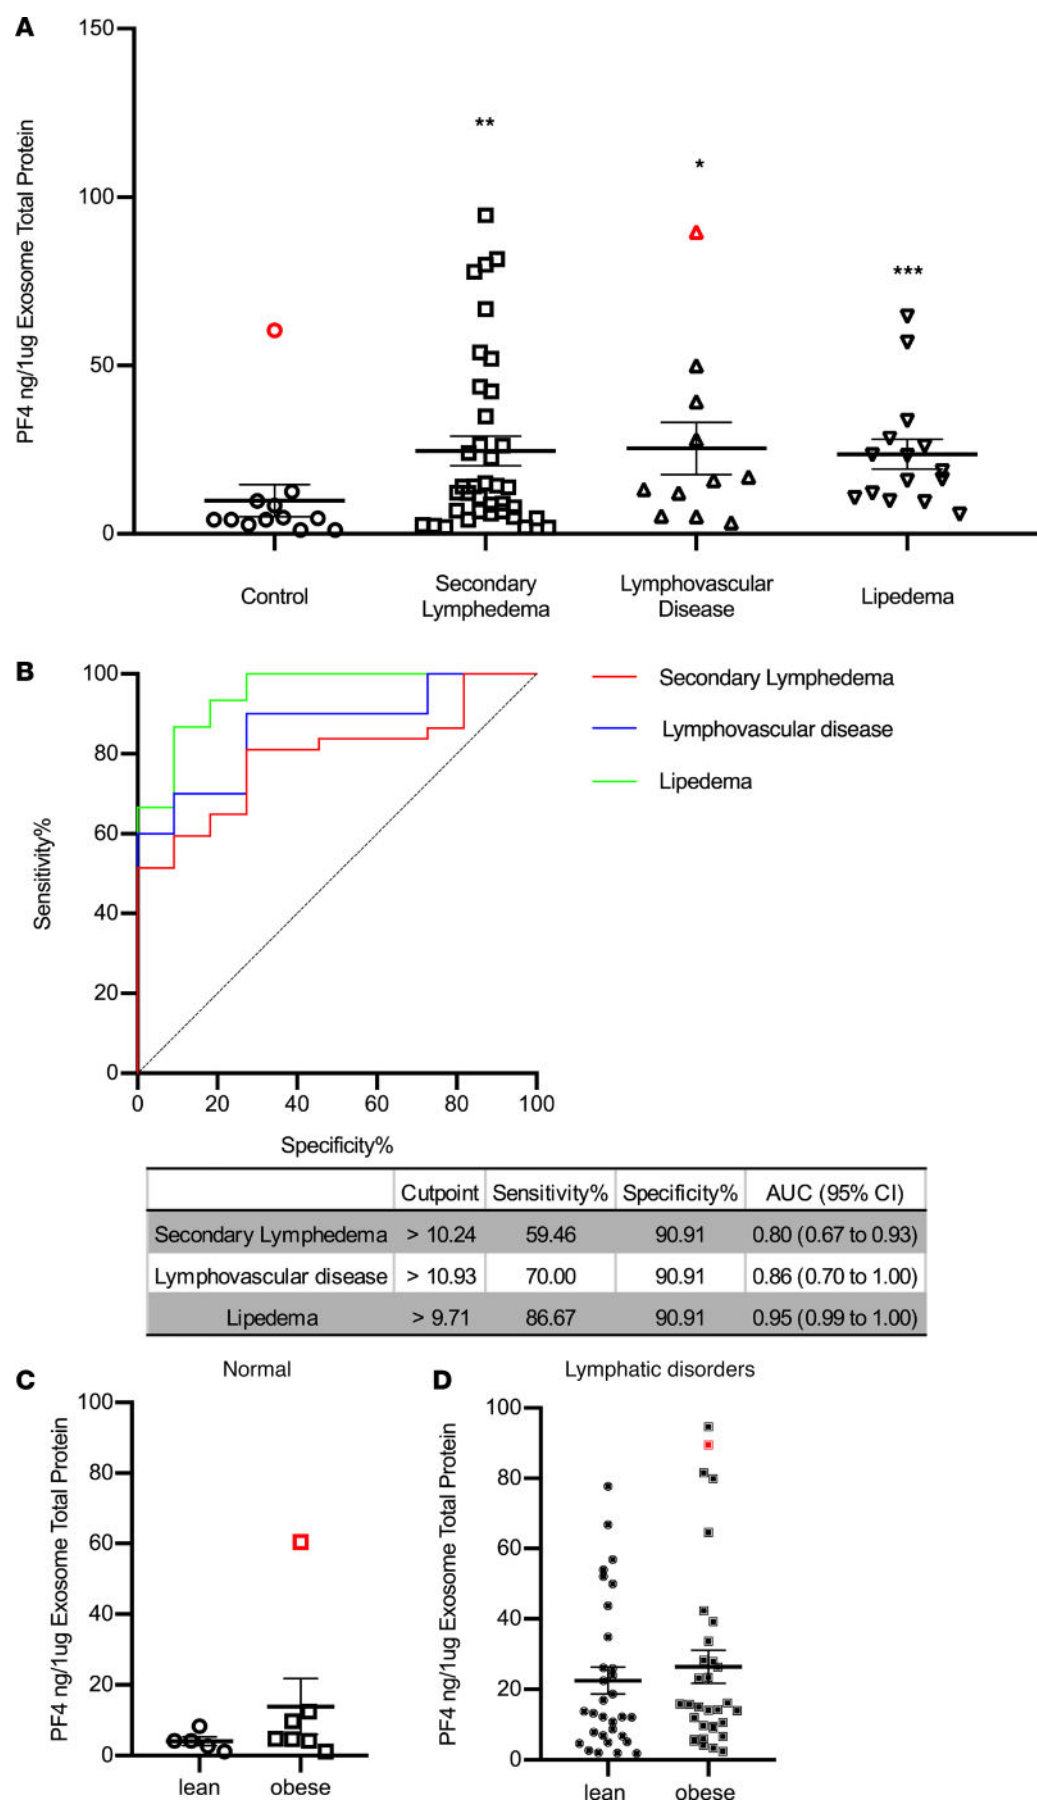 A
150
100
50
0
PF4 ng/1ug Exosome Total Protein
**
*
***
Control
Secondary
Lymphedema
Lymphovascular
Disease
Lipedema
B
100
80
60
40
20
0
Sensitivity%
0 20 40 60 80 100
Specificity%
Secondary Lymphedema
Lymphovascular disease
Lipedema
Cutpoint Sensitivity% Specificity% AUC (95% CI)
Secondary Lymphedema > 10.24 59.46 90.91 0.80 (0.67 to 0.93)
Lymphovascular disease > 10.93 70.00 90.91 0.86 (0.70 to 1.00)
Lipedema > 9.71 86.67 90.91 0.95 (0.99 to 1.00)
C
Normal
100
80
60
40
20
0
PF4 ng/1ug Exosome Total Protein
lean obese
D
Lymphatic disorders
100
80
60
40
20
0
PF4 ng/1ug Exosome Total Protein
lean obese